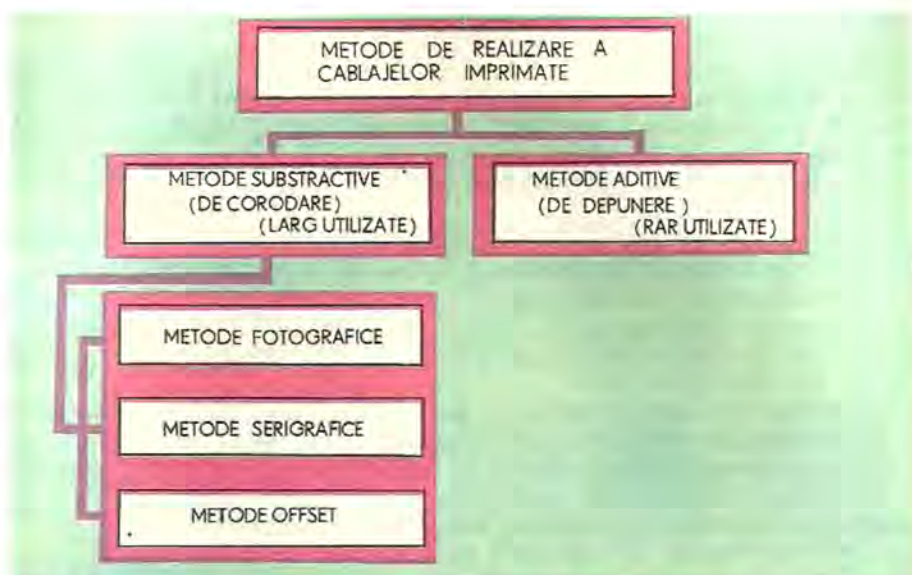 METODE DE REALIZARE A
CABLAJELOR IMPRIMATE
METODE SUBSTRACTIVE
(DE CORODARE)
(LARG UTILIZATE)
METODE ADITIVE
(DE DEPUNERE)
(RAR UTILIZATE)
METODE FOTOGRAFICE
METODE SERIGRAFICE
METODE OFFSET